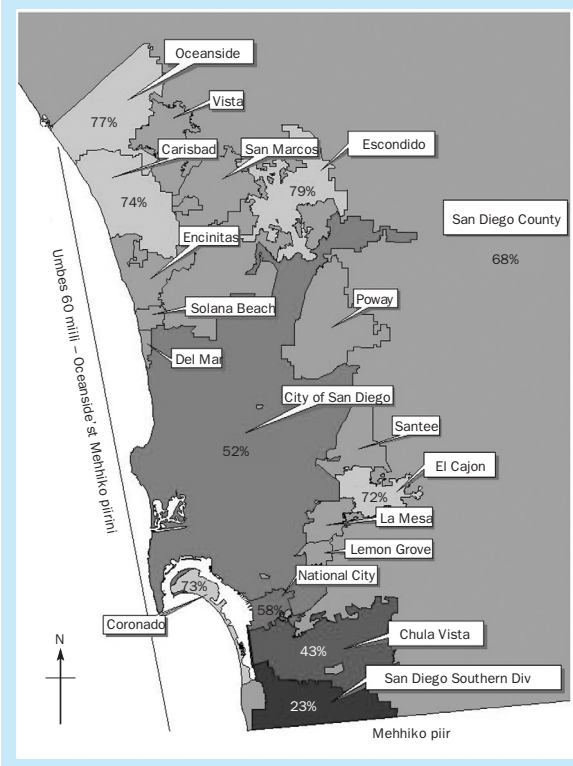 Oceanside
Vista
77%
Carisbad
San Marcos
Escondido
79%
74%
San Diego County
Encinitas
68%
Solana Beach
Poway
Umbes 60 miili – Oceanside'st Mehhiko piirini
Del Mar
City of San Diego
Santee
52%
El Cajon
72%
La Mesa
Lemon Grove
National City
73%
58%
Coronado
Chula Vista
N
43%
San Diego Southern Div
23%
Mehhiko piir